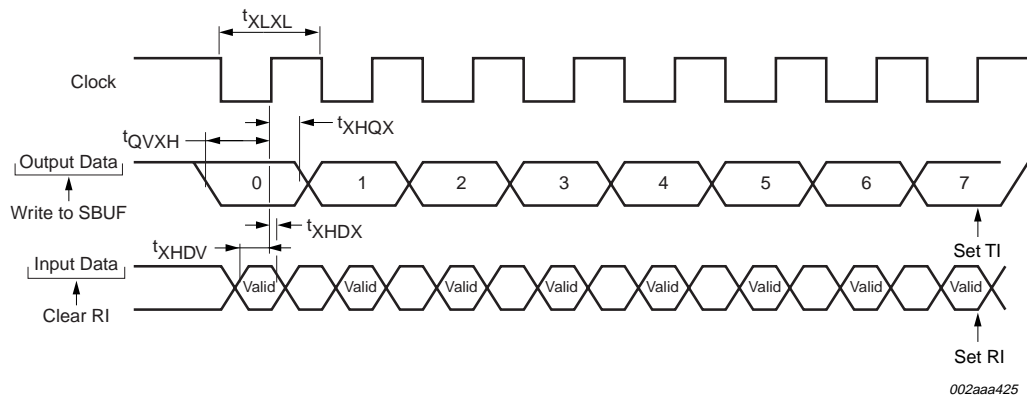 tXLXL
Clock
tQVXH
tXHQX
Output Data
0 1 2 3 4 5 6 7
Write to SBUF
tXHDX
tXHDV
Set TI
Input Data
Valid Valid Valid Valid Valid Valid Valid Valid
Clear RI
Set RI
002aaa425